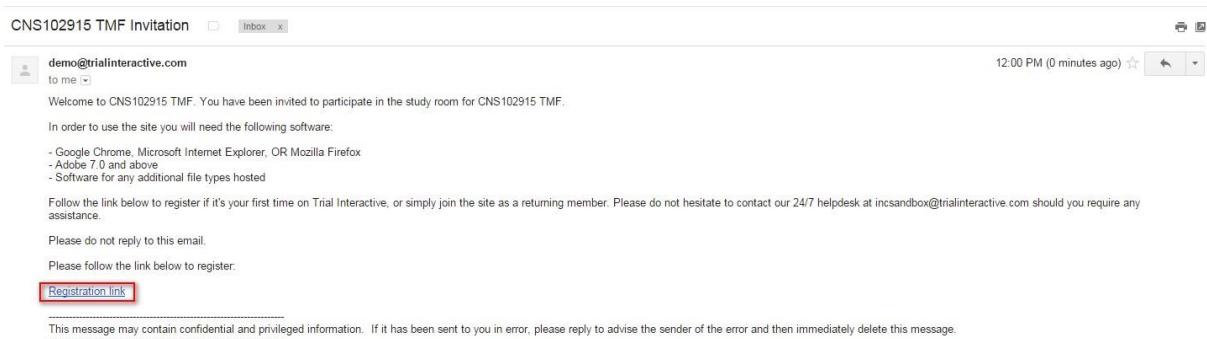 CNS102915 TMF Invitation
Inbox x
demo@trialinteractive.com
12:00 PM (0 minutes ago)
to me
Welcome to CNS102915 TMF. You have been invited to participate in the study room for CNS102915 TMF.
In order to use the site you will need the following software:
- Google Chrome, Microsoft Internet Explorer, OR Mozilla Firefox
- Adobe 7.0 and above
- Software for any additional file types hosted
Follow the link below to register if it's your first time on Trial Interactive, or simply join the site as a returning member. Please do not hesitate to contact our 24/7 helpdesk at incsandbox@trialinteractive.com should you require any
assistance.
Please do not reply to this email.
Please follow the link below to register:
Registration link
----------------------------------------------------------------------
This message may contain confidential and privileged information. If it has been sent to you in error, please reply to advise the sender of the error and then immediately delete this message.